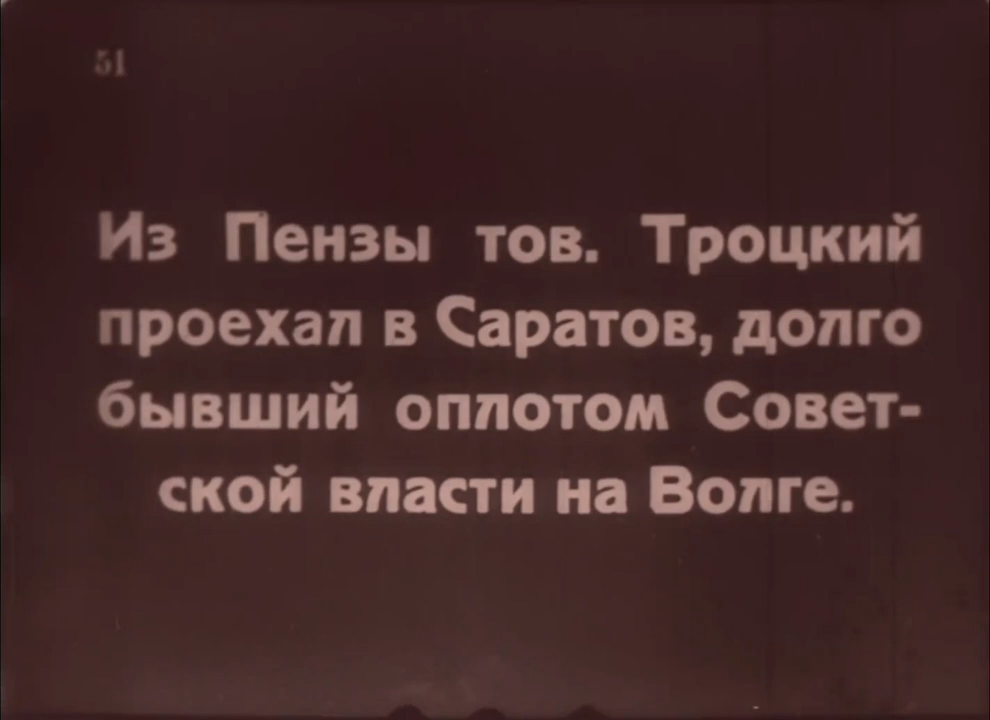 51
Из Пензы тов. Троцкий
проехал в Саратов, долго
бывший оплотом Совет-
ской власти на Волге.